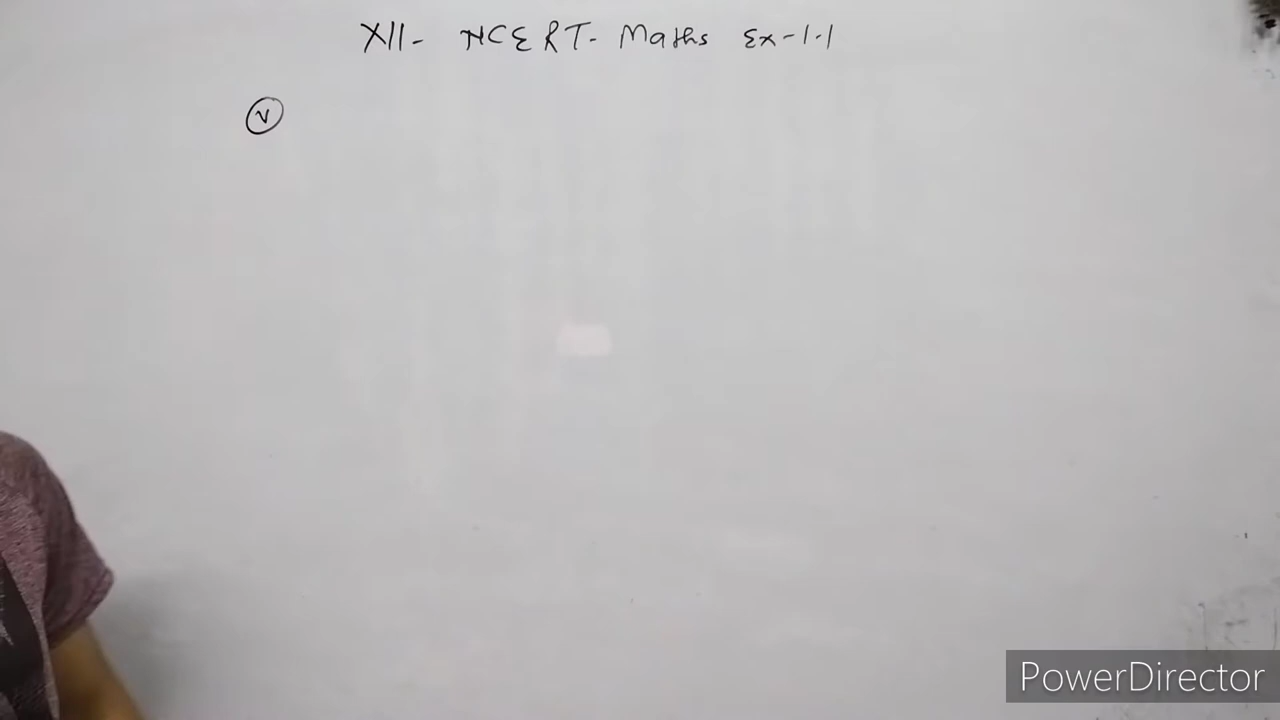 XII- NCERT- Maths Ex-1.1
v
PowerDirector